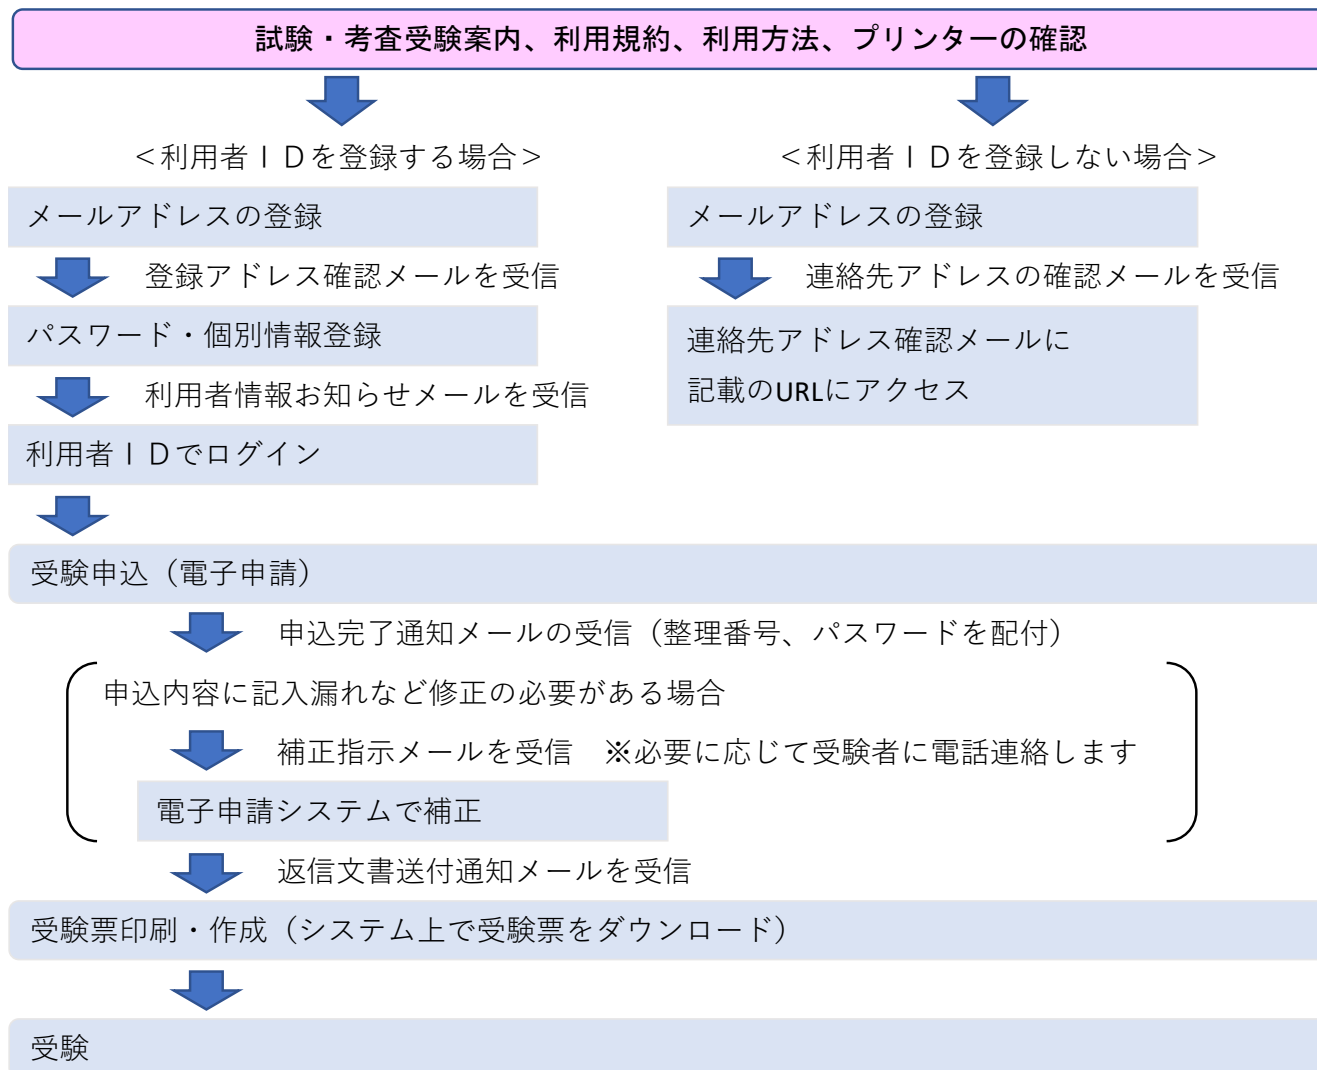 試験・考査受験案内、利用規約、利用方法、プリンターの確認
＜利用者ＩＤを登録する場合＞
メールアドレスの登録
登録アドレス確認メールを受信
パスワード・個別情報登録
利用者情報お知らせメールを受信
利用者ＩＤでログイン
＜利用者ＩＤを登録しない場合＞
メールアドレスの登録
連絡先アドレスの確認メールを受信
連絡先アドレス確認メールに
記載のURLにアクセス
受験申込（電子申請）
申込完了通知メールの受信（整理番号、パスワードを配付）
申込内容に記入漏れなど修正の必要がある場合
補正指示メールを受信　※必要に応じて受験者に電話連絡します
電子申請システムで補正
返信文書送付通知メールを受信
受験票印刷・作成（システム上で受験票をダウンロード）
受験